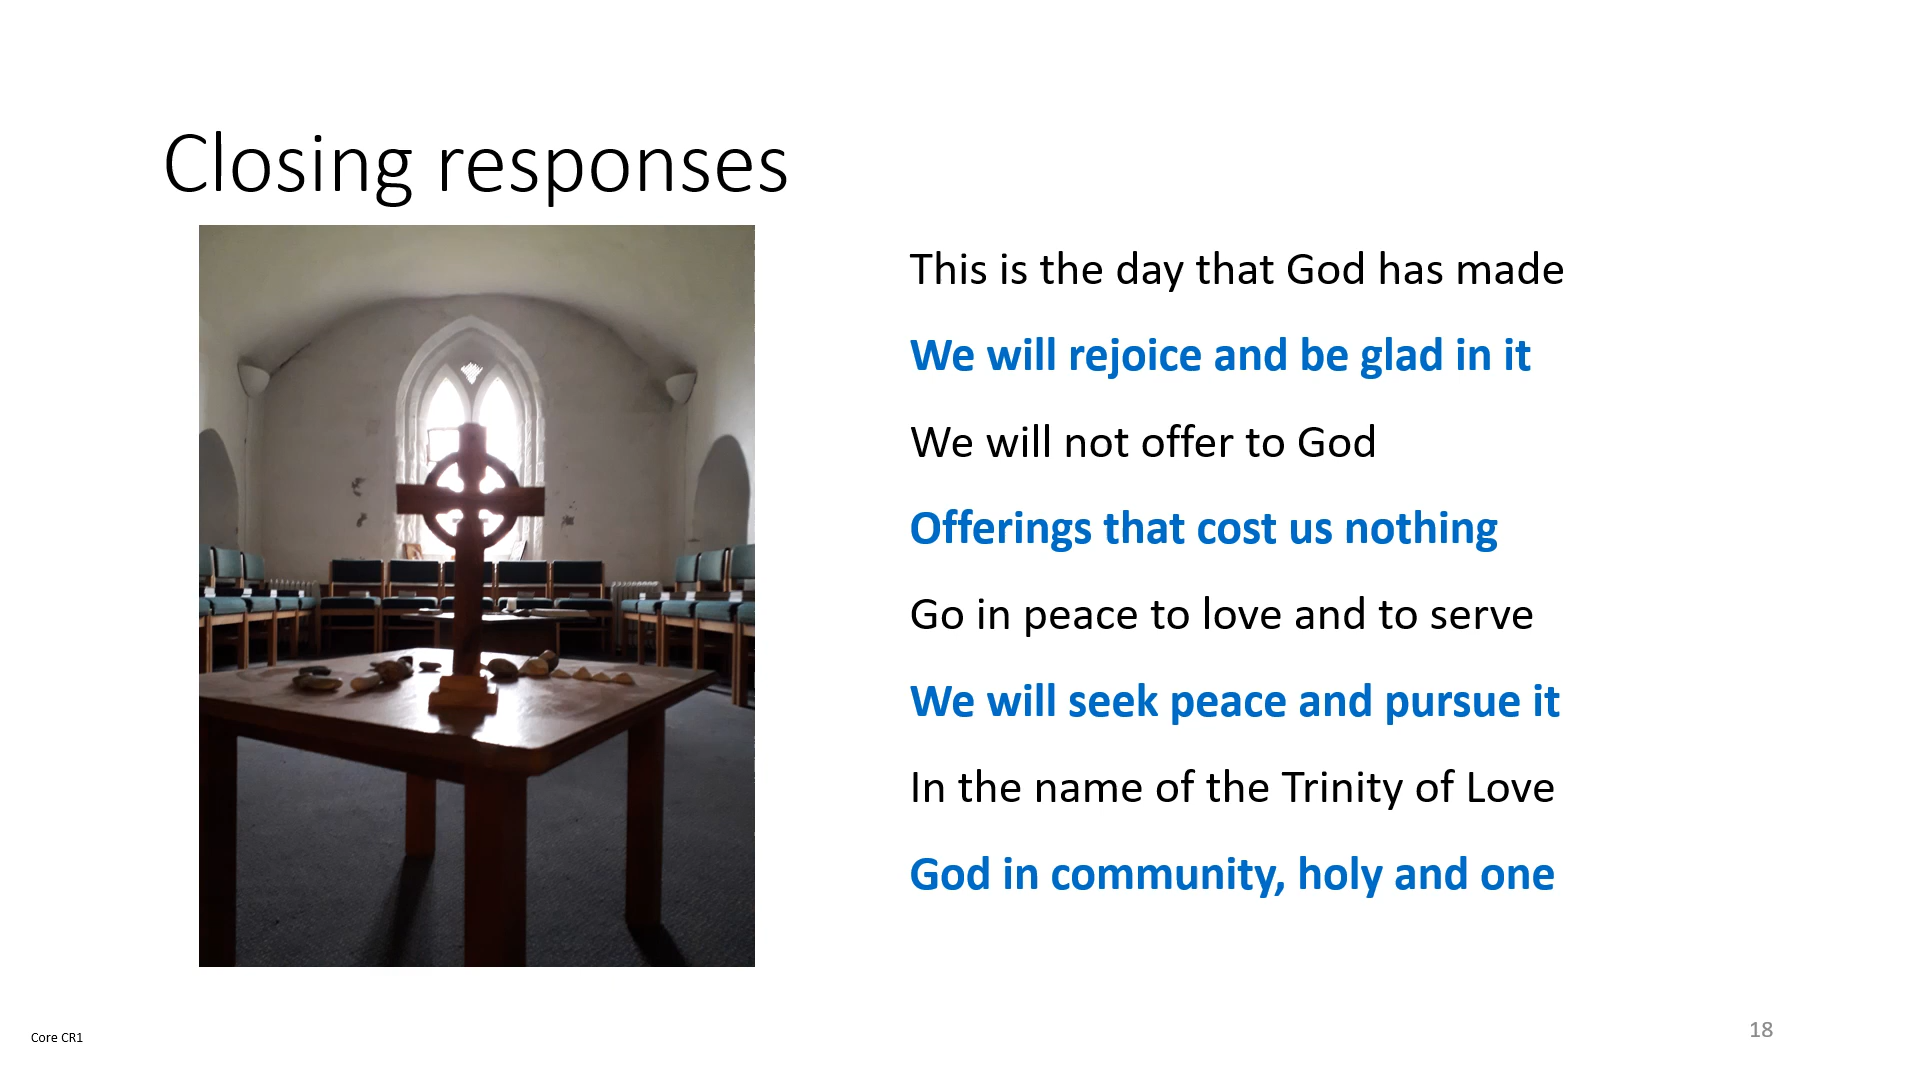 Closing responses
This is the day that God has made
We will rejoice and be glad in it
We will not offer to God
Offerings that cost us nothing
Go in peace to love and to serve
We will seek peace and pursue it
In the name of the Trinity of Love
God in community, holy and one
Core CR1
18